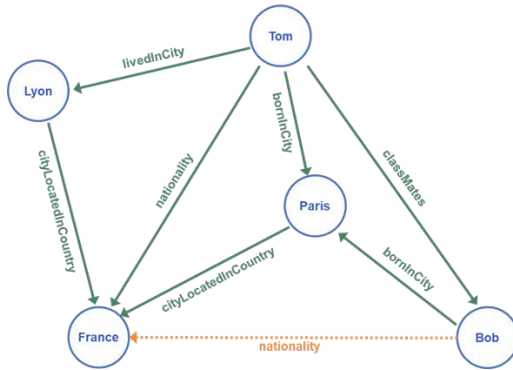 Tom
livedInCity
Lyon
bornInCity
nationality
classMates
cityLocatedInCountry
Paris
bornInCity
cityLocatedInCountry
France
nationality
Bob